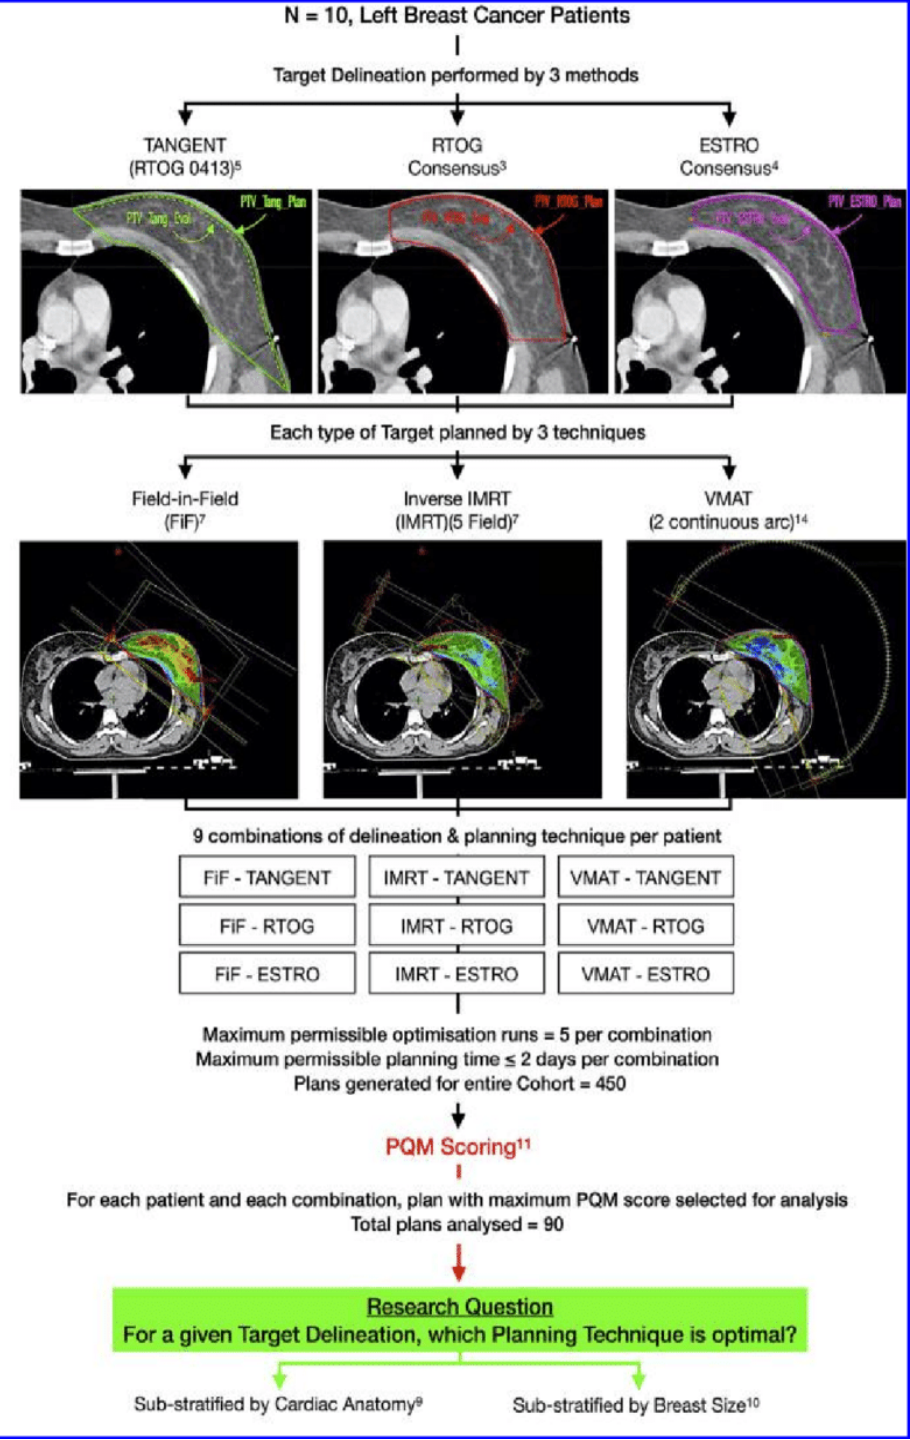 N = 10, Left Breast Cancer Patients
Target Delineation performed by 3 methods
TANGENT
(RTOG 0413)⁵
RTOG
Consensus³
ESTRO
Consensus⁴
PTV_Tang_Eval
PTV_Tang_Plan
PTV_RTOG_Eval
PTV_RTOG_Plan
PTV_ESTRO_Eval
PTV_ESTRO_Plan
Each type of Target planned by 3 techniques
Field-in-Field
(FiF)⁷
Inverse IMRT
(IMRT)(5 Field)⁷
VMAT
(2 continuous arc)¹⁴
9 combinations of delineation & planning technique per patient
FiF - TANGENT
IMRT - TANGENT
VMAT - TANGENT
FiF - RTOG
IMRT - RTOG
VMAT - RTOG
FiF - ESTRO
IMRT - ESTRO
VMAT - ESTRO
Maximum permissible optimisation runs = 5 per combination
Maximum permissible planning time ≤ 2 days per combination
Plans generated for entire Cohort = 450
PQM Scoring¹¹
For each patient and each combination, plan with maximum PQM score selected for analysis
Total plans analysed = 90
Research Question
For a given Target Delineation, which Planning Technique is optimal?
Sub-stratified by Cardiac Anatomy⁹
Sub-stratified by Breast Size¹⁰